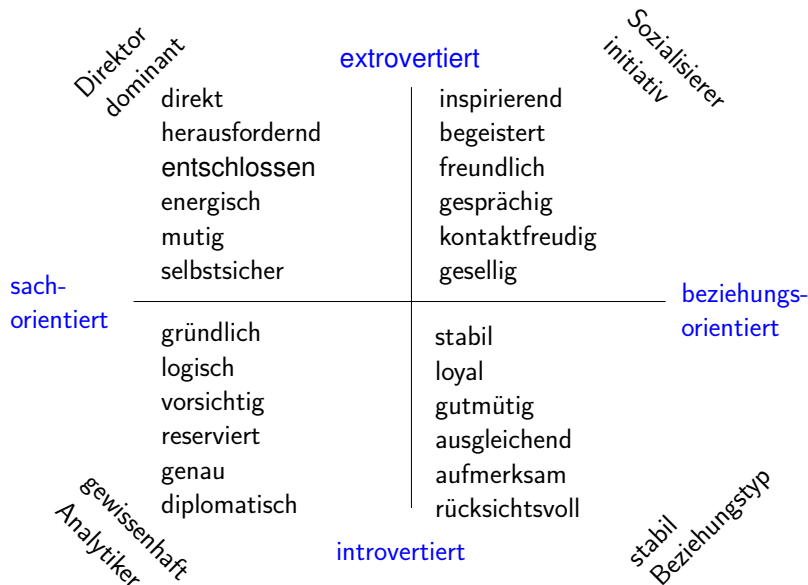 Direktor
dominant
extrovertiert
Sozialisierer
initiativ
direkt
herausfordernd
entschlossen
energisch
mutig
selbstsicher
inspirierend
begeistert
freundlich
gesprächig
kontaktfreudig
gesellig
sach-
orientiert
beziehungs-
orientiert
gründlich
logisch
vorsichtig
reserviert
genau
diplomatisch
stabil
loyal
gutmütig
ausgleichend
aufmerksam
rücksichtsvoll
gewissenhaft
Analytiker
introvertiert
stabil
Beziehungstyp